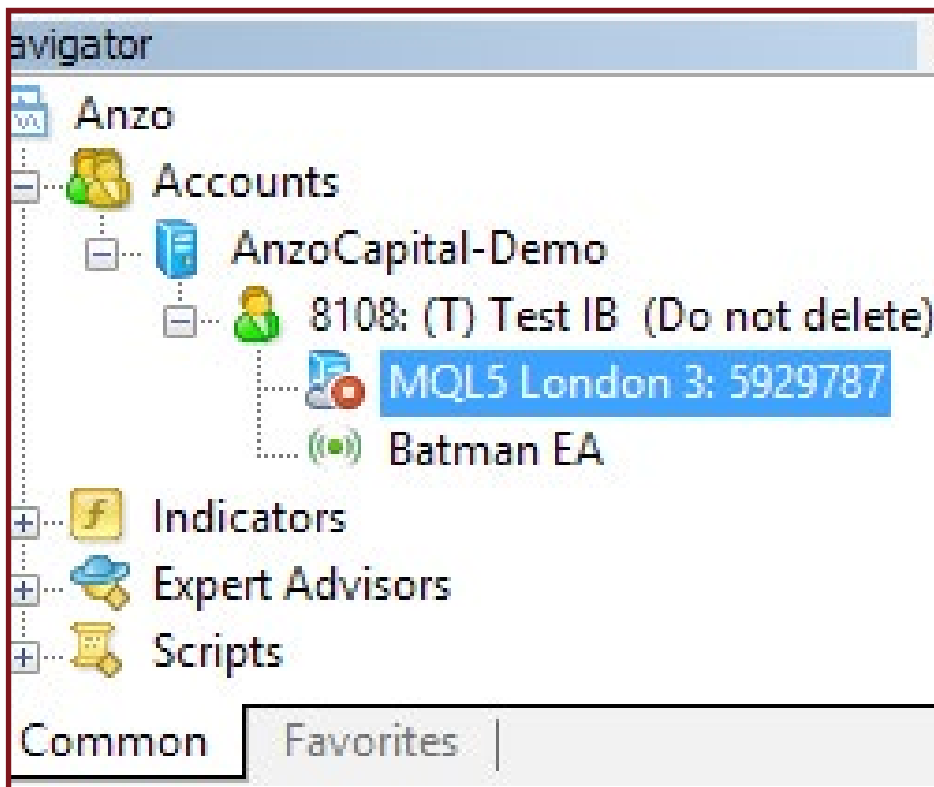 avigator
Anzo
Accounts
AnzoCapital-Demo
8108: (T) Test IB (Do not delete)
MQL5 London 3: 5929787
Batman EA
Indicators
Expert Advisors
Scripts
Common Favorites